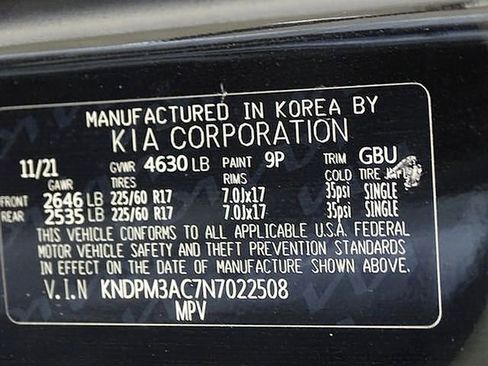 MANUFACTURED IN KOREA BY
KIA CORPORATION
11/21 GVWR 4630 LB PAINT 9P TRIM GBU
GAWR TIRES RIMS COLD TIRE
FRONT 2646 LB 225/60 R17 7.0Jx17 35psi SINGLE
REAR 2535 LB 225/60 R17 7.0Jx17 35psi SINGLE
THIS VEHICLE CONFORMS TO ALL APPLICABLE U.S.A. FEDERAL
MOTOR VEHICLE SAFETY AND THEFT PREVENTION STANDARDS
IN EFFECT ON THE DATE OF MANUFACTURING SHOWN ABOVE.
V.I.N KNDPM3AC7N7022508
MPV